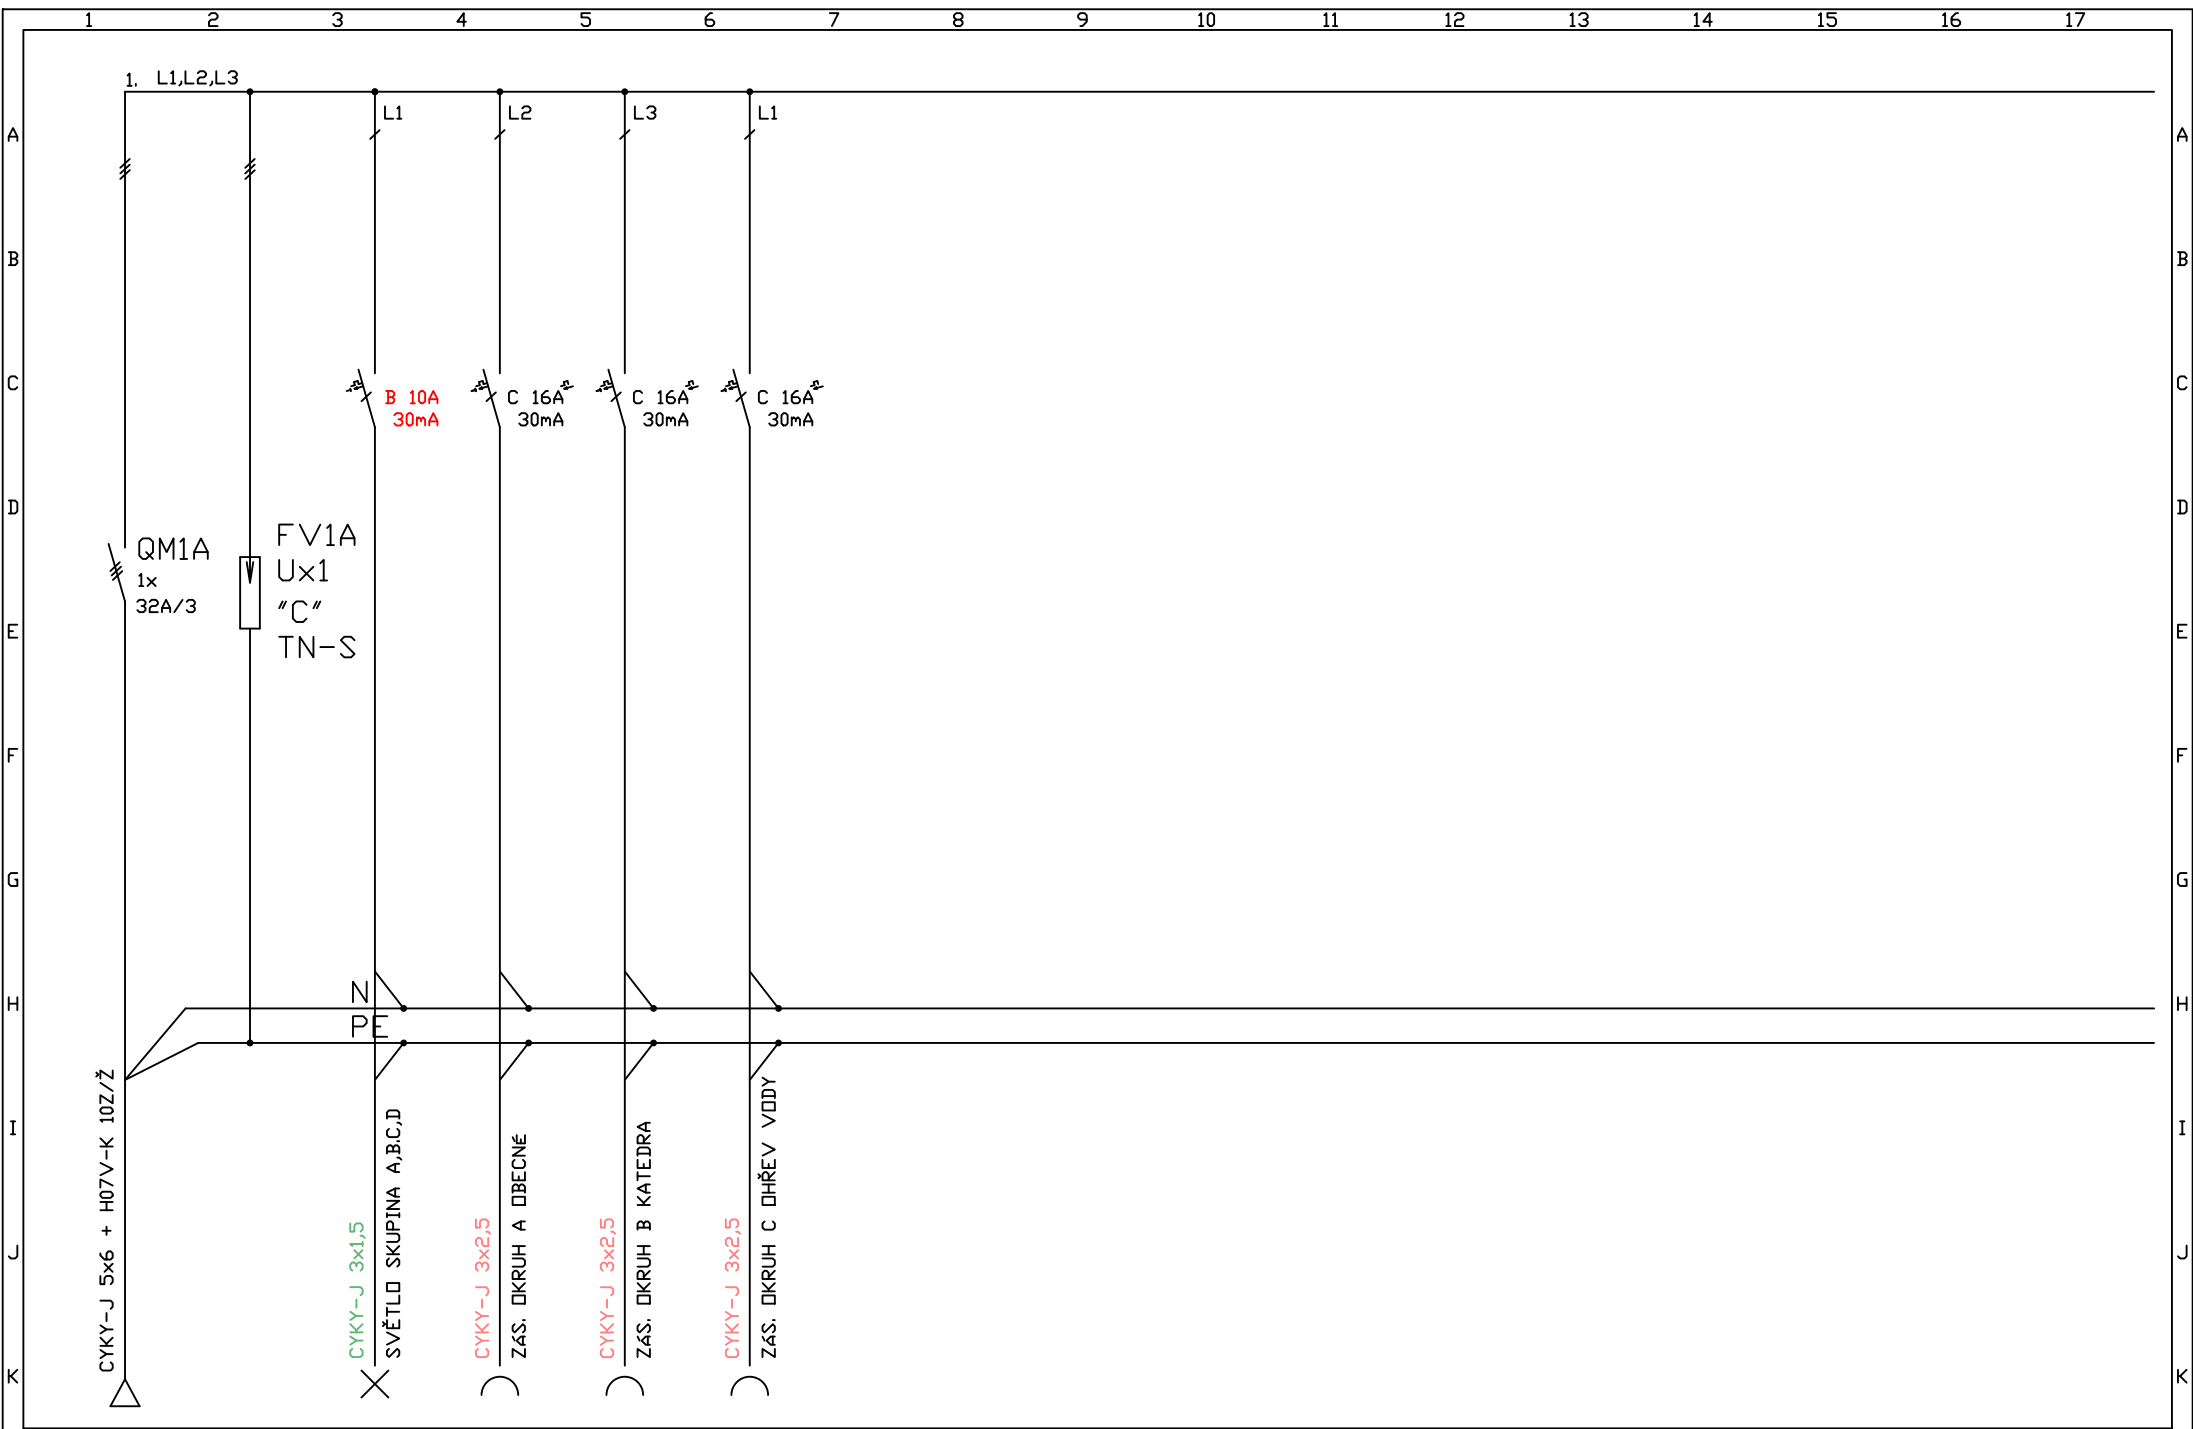 1 2 3 4 5 6 7 8 9 10 11 12 13 14 15 16 17
1. L1,L2,L3
L1 L2 L3 L1
A A
B B
C C
B 10A
30mA
C 16A
30mA
C 16A
30mA
C 16A
30mA
D D
QM1A
1x
32A/3
FV1A
Ux1
"C"
TN-S
E E
F F
G G
H H
N
PE
I I
J J
K K
CYKY-J 5x6 + H07V-K 10Z/Ž
CYKY-J 3x1,5
SVĚTLO SKUPINA A,B,C,D
CYKY-J 3x2,5
ZÁS. OKRUH A OBECNÉ
CYKY-J 3x2,5
ZÁS. OKRUH B KATEDRA
CYKY-J 3x2,5
ZÁS. OKRUH C OHŘEV VODY